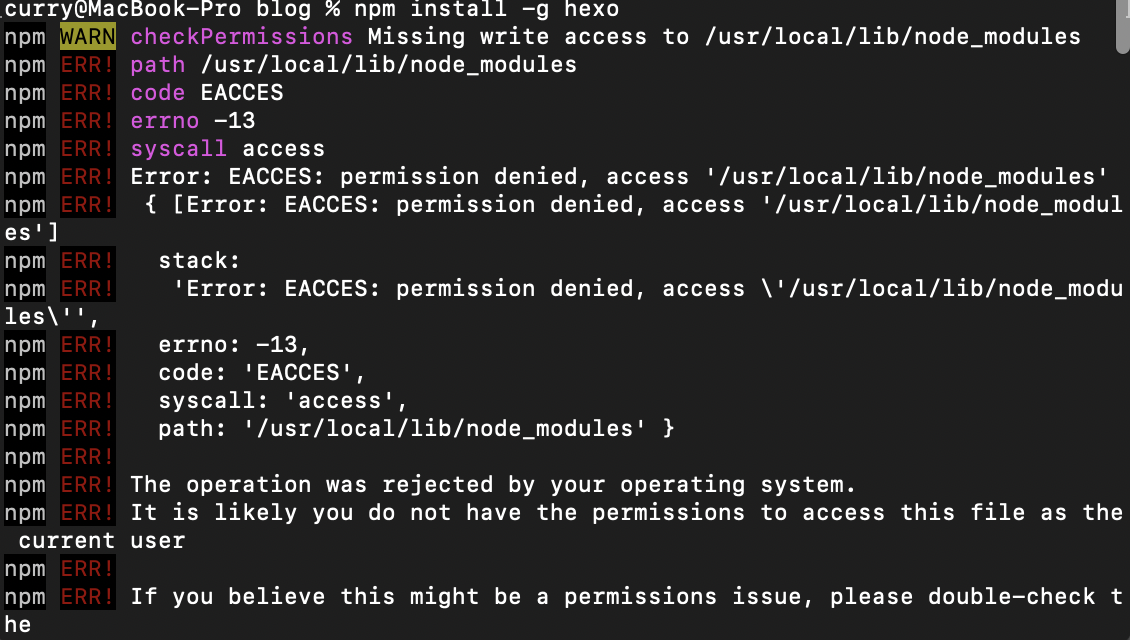 curry@MacBook-Pro blog % npm install -g hexo
npm WARN checkPermissions Missing write access to /usr/local/lib/node_modules
npm ERR! path /usr/local/lib/node_modules
npm ERR! code EACCES
npm ERR! errno -13
npm ERR! syscall access
npm ERR! Error: EACCES: permission denied, access '/usr/local/lib/node_modules'
npm ERR!  { [Error: EACCES: permission denied, access '/usr/local/lib/node_modul
es']
npm ERR!   stack:
npm ERR!    'Error: EACCES: permission denied, access \'/usr/local/lib/node_modu
les\'',
npm ERR!   errno: -13,
npm ERR!   code: 'EACCES',
npm ERR!   syscall: 'access',
npm ERR!   path: '/usr/local/lib/node_modules' }
npm ERR!
npm ERR! The operation was rejected by your operating system.
npm ERR! It is likely you do not have the permissions to access this file as the
 current user
npm ERR!
npm ERR! If you believe this might be a permissions issue, please double-check t
he